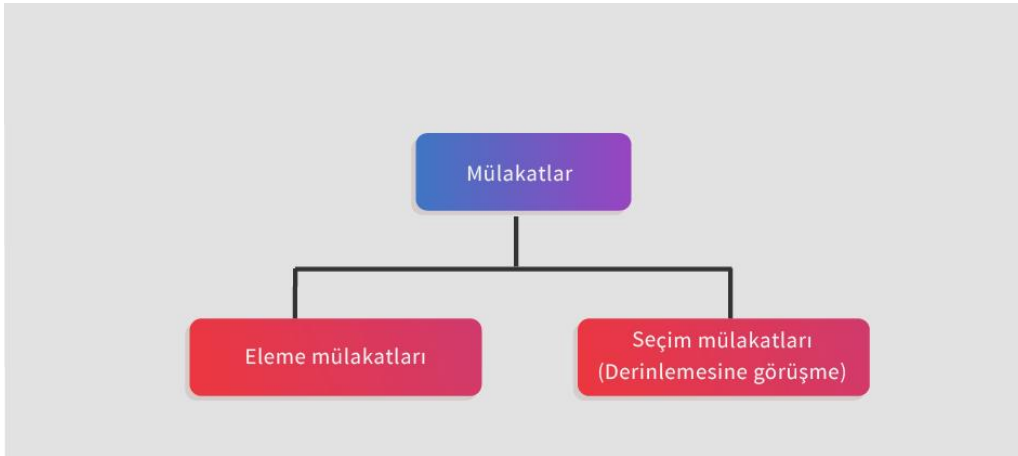 Mülakatlar
Eleme mülakatları
Seçim mülakatları
(Derinlemesine görüşme)